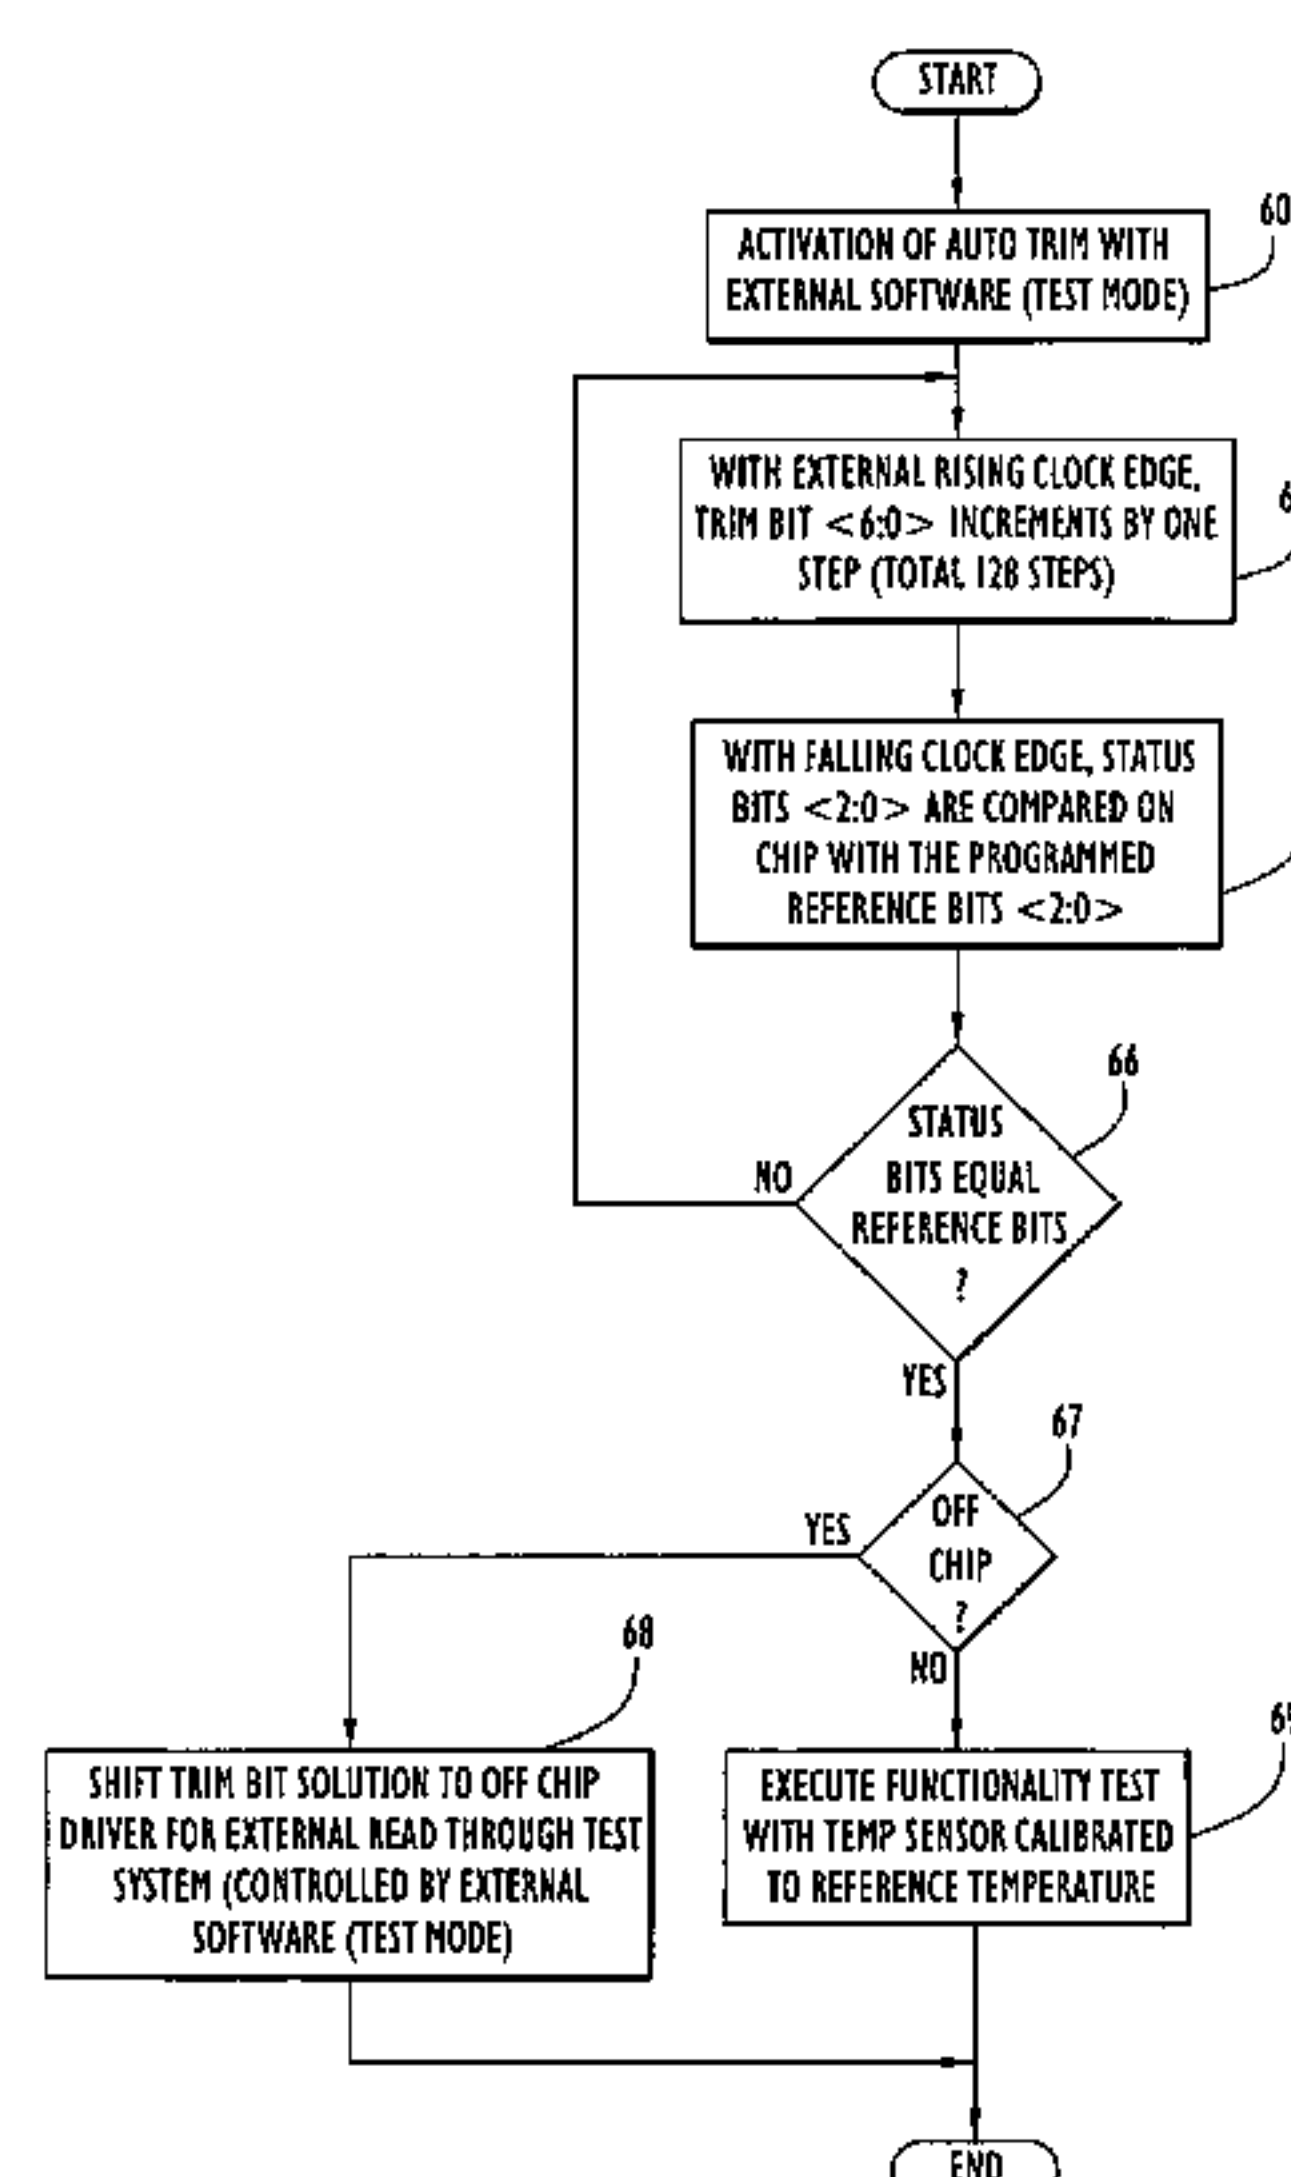 START
60
ACTIVATION OF AUTO TRIM WITH
EXTERNAL SOFTWARE (TEST MODE)
WITH EXTERNAL RISING CLOCK EDGE,
TRIM BIT <6:0> INCREMENTS BY ONE
STEP (TOTAL 128 STEPS)
WITH FALLING CLOCK EDGE, STATUS
BITS <2:0> ARE COMPARED ON
CHIP WITH THE PROGRAMMED
REFERENCE BITS <2:0>
66
STATUS
BITS EQUAL
REFERENCE BITS
?
NO
YES
67
OFF
CHIP
?
YES
NO
68
SHIFT TRIM BIT SOLUTION TO OFF CHIP
DRIVER FOR EXTERNAL READ THROUGH TEST
SYSTEM (CONTROLLED BY EXTERNAL
SOFTWARE (TEST MODE)
EXECUTE FUNCTIONALITY TEST
WITH TEMP SENSOR CALIBRATED
TO REFERENCE TEMPERATURE
END